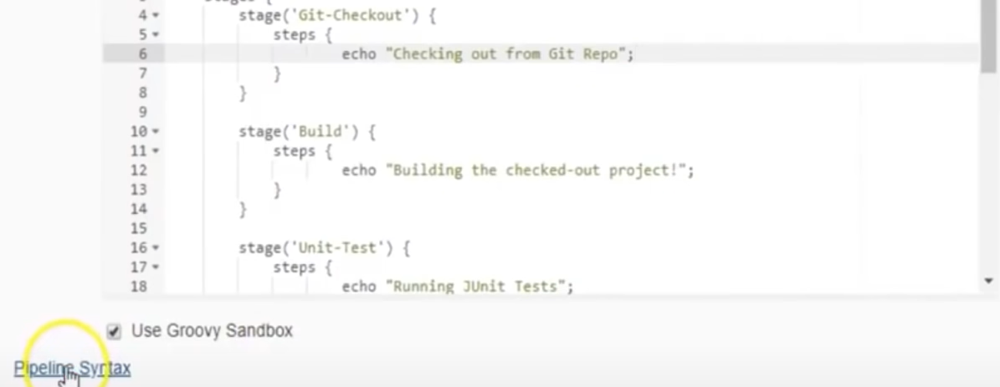 4 stage('Git-Checkout') {
5 steps {
6 echo "Checking out from Git Repo";
7 }
8 }
9
10 stage('Build') {
11 steps {
12 echo "Building the checked-out project!";
13 }
14 }
15
16 stage('Unit-Test') {
17 steps {
18 echo "Running JUnit Tests";
Use Groovy Sandbox
Pipeline Syntax